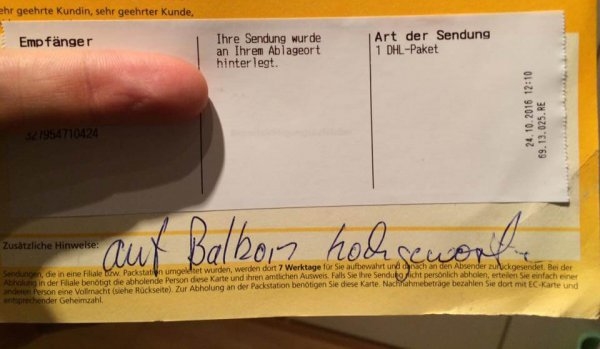 ehr geehrte Kundin, sehr geehrter Kunde,
Empfänger
Ihre Sendung wurde
an Ihrem Ablageort
hinterlegt.
Art der Sendung
1 DHL-Paket
327954710424
24.10.2016 12:10
69.13.025.RE
Zusätzliche Hinweise: auf Balkon hochgeworfen
Sendungen, die in eine Filiale bzw. Packstation umgeleitet wurden, werden dort 7 Werktage für Sie aufbewahrt und danach an den Absender zurückgesendet. Bei der
Abholung in der Filiale benötigt die abholende Person diese Karte und ihren amtlichen Ausweis. Falls Sie Ihre Sendung nicht persönlich abholen, erteilen Sie einfach einer
anderen Person eine Vollmacht (siehe Rückseite). Zur Abholung an der Packstation benötigen Sie diese Karte. Nachnahmebeträge bezahlen Sie dort mit EC-Karte und
entsprechender Geheimzahl.